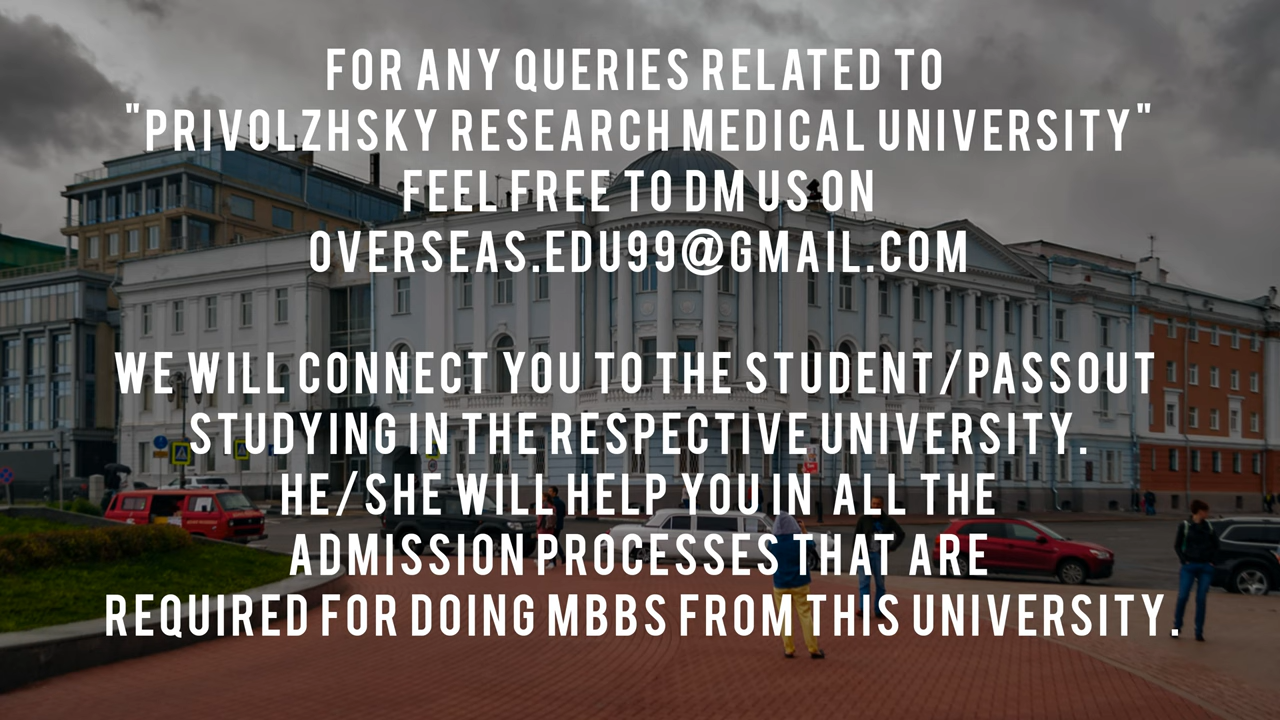 FOR ANY QUERIES RELATED TO
"PRIVOLZHSKY RESEARCH MEDICAL UNIVERSITY"
FEEL FREE TO DM US ON
OVERSEAS.EDU99@GMAIL.COM
WE WILL CONNECT YOU TO THE STUDENT/PASSOUT
STUDYING IN THE RESPECTIVE UNIVERSITY.
HE/SHE WILL HELP YOU IN ALL THE
ADMISSION PROCESSES THAT ARE
REQUIRED FOR DOING MBBS FROM THIS UNIVERSITY.